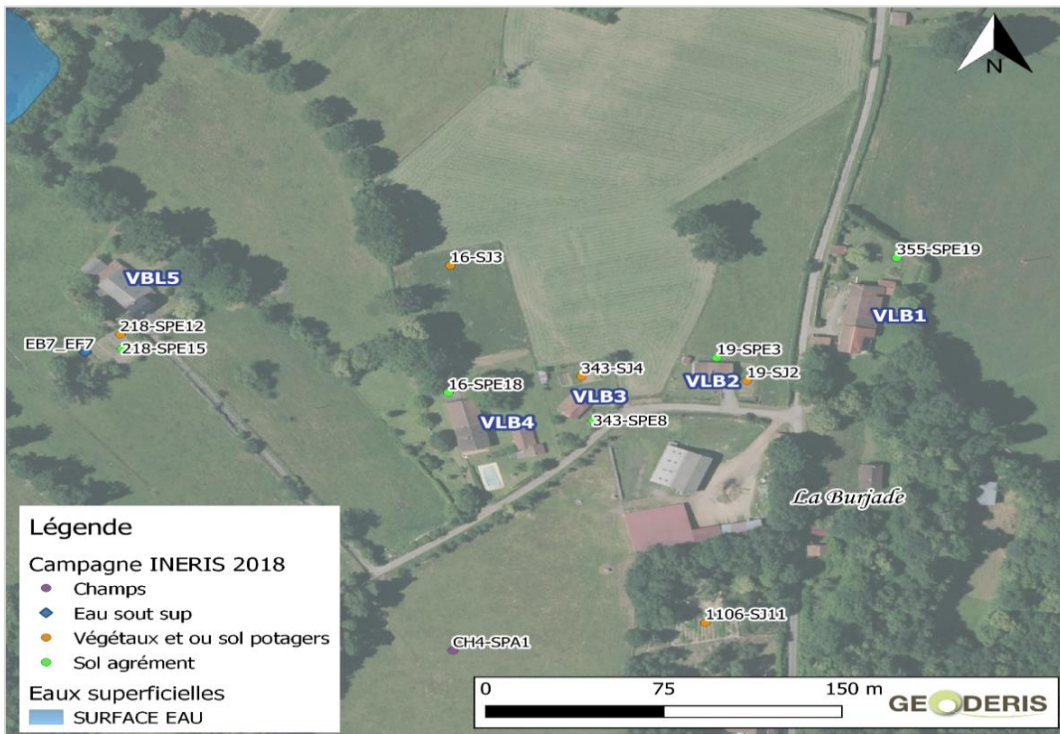 N
16-SJ3
355-SPE19
VBL5
VLB1
218-SPE12
EB7_EF7
218-SPE15
19-SPE3
343-SJ4
16-SPE18
VLB2
19-SJ2
VLB3
VLB4
343-SPE8
La Burjade
1106-SJ11
CH4-SPA1
Légende
Campagne INERIS 2018
Champs
Eau sout sup
Végétaux et ou sol potagers
Sol agrément
Eaux superficielles
SURFACE EAU
0 75 150 m
GEODERIS